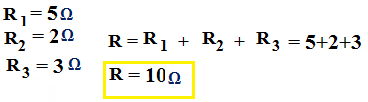 R1 = 5Ω
R2 = 2Ω
R = R1 + R2 + R3 = 5+2+3
R3 = 3 Ω
R = 10Ω